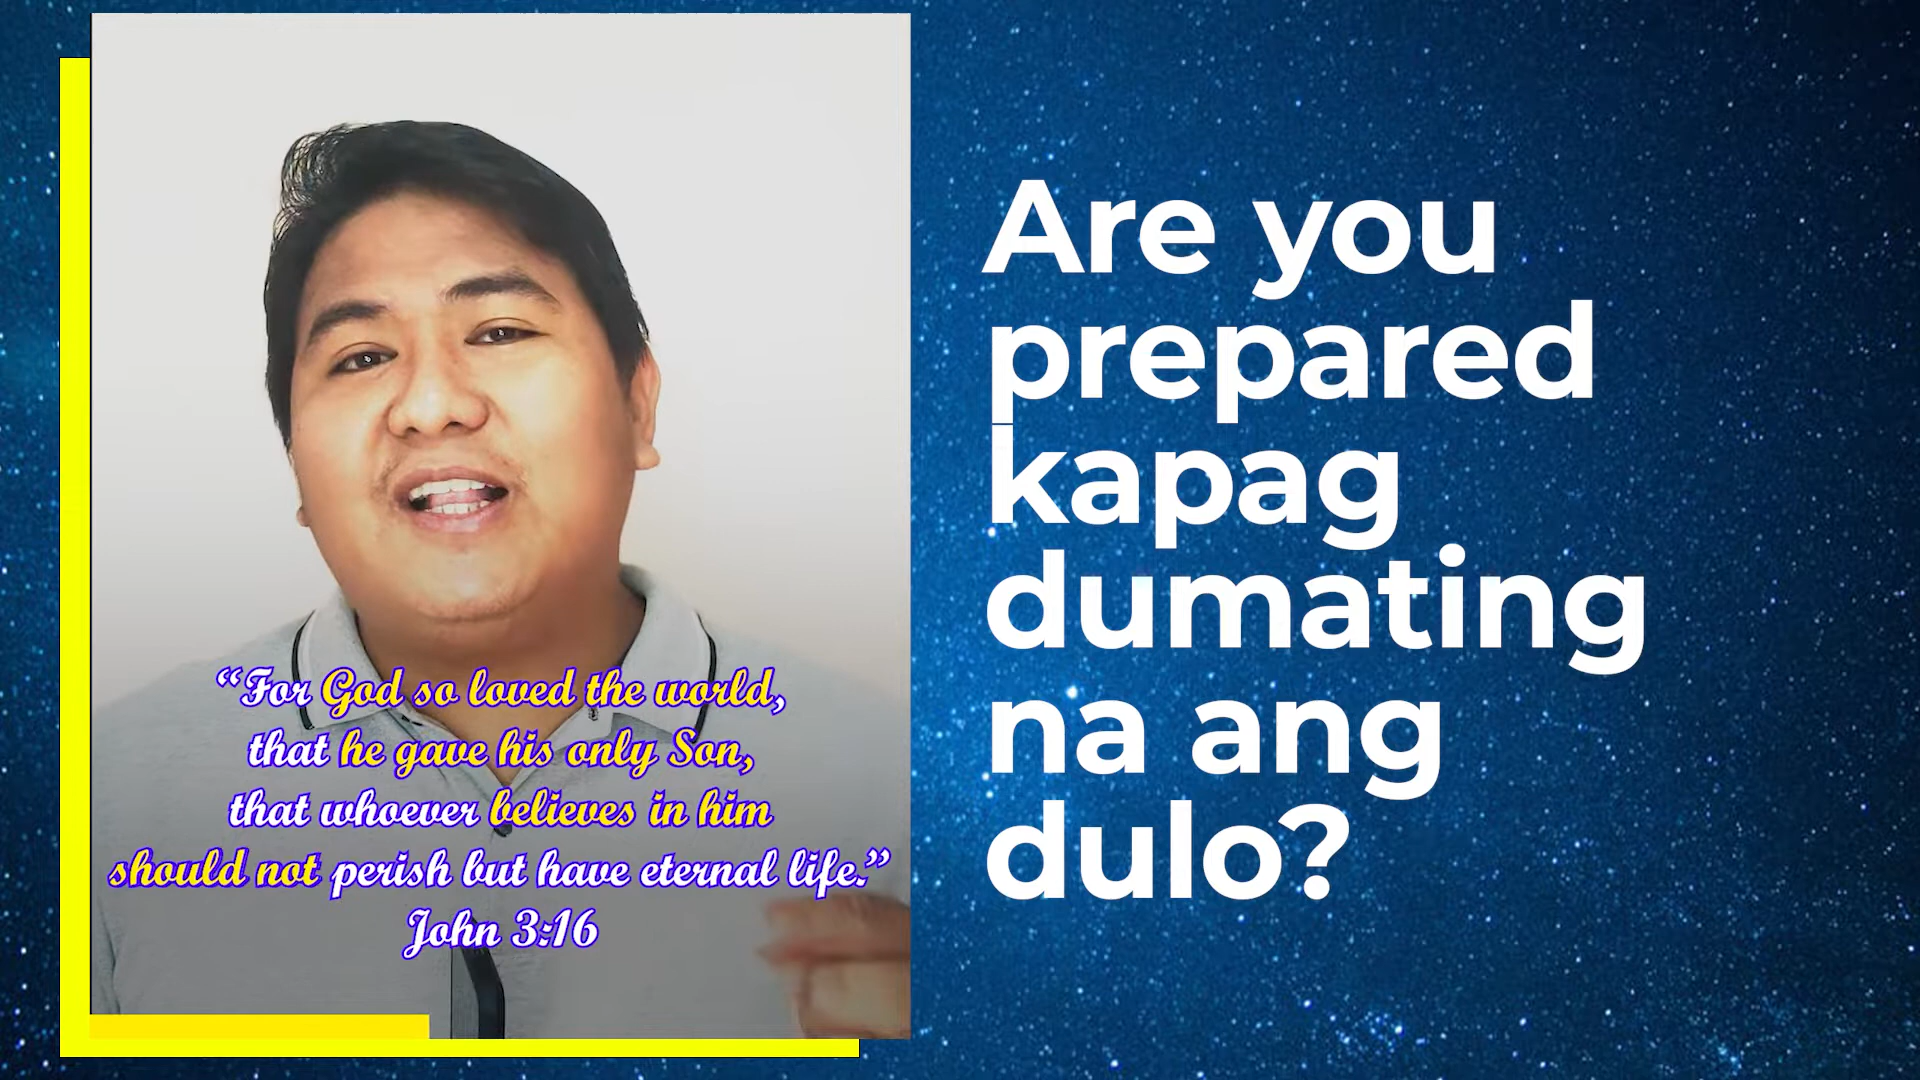 “For God so loved the world,
that he gave his only Son,
that whoever believes in him
should not perish but have eternal life.”
John 3:16
Are you
prepared
kapag
dumating
na ang
dulo?